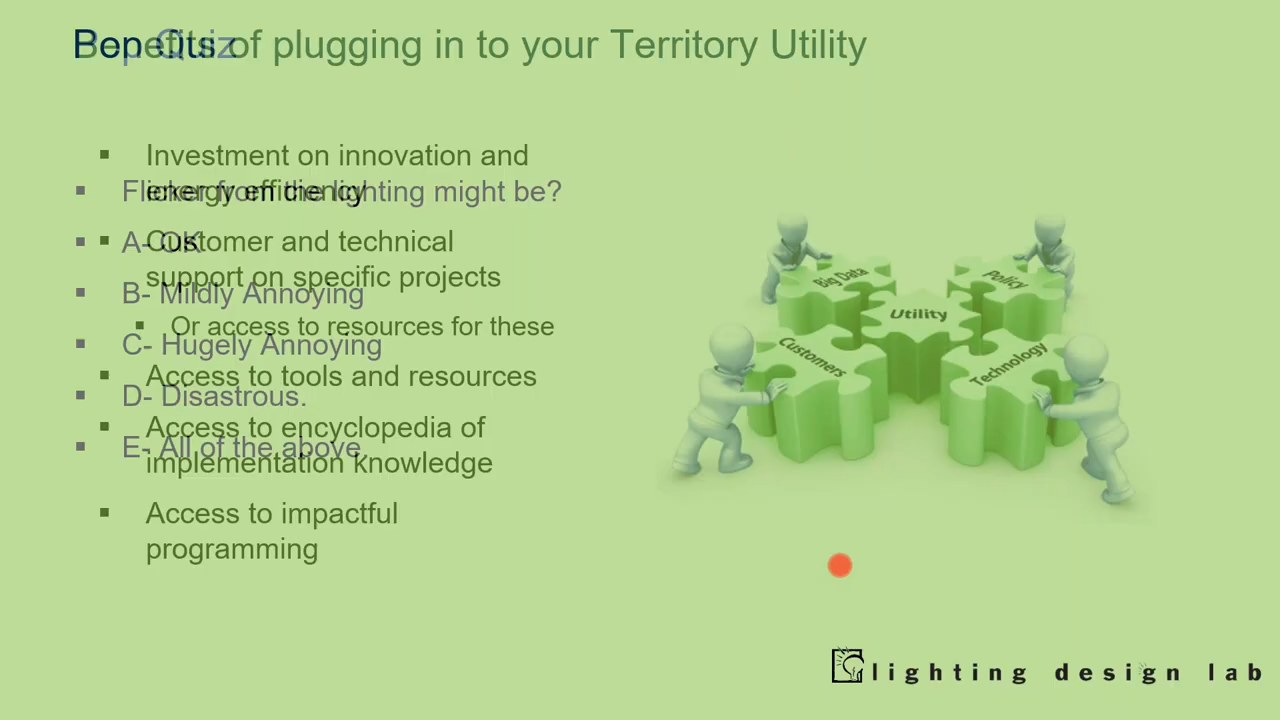 Benefits of plugging in to your Territory Utility
Pop Quiz
Investment on innovation and
energy efficiency
Customer and technical
support on specific projects
Or access to resources for these
Access to tools and resources
Access to encyclopedia of
implementation knowledge
Access to impactful
programming
Flicker from the lighting might be?
A- OK
B- Mildly Annoying
C- Hugely Annoying
D- Disastrous.
E- All of the above.
Big Data
Policy
Utility
Customers
Technology
lighting design lab